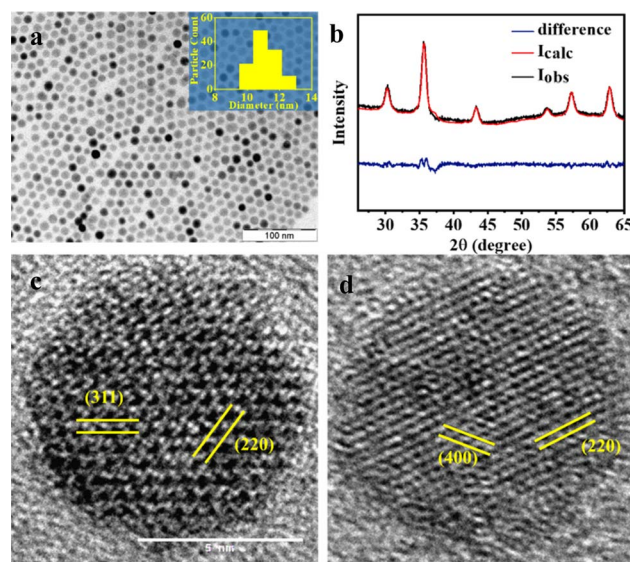 a
60
40
20
0
Particle Count
8 10 12 14
Diameter (nm)
100 nm
b
difference
Icalc
Iobs
Intensity
30 35 40 45 50 55 60 65
2θ (degree)
c
(311)
(220)
5 nm
d
(400)
(220)